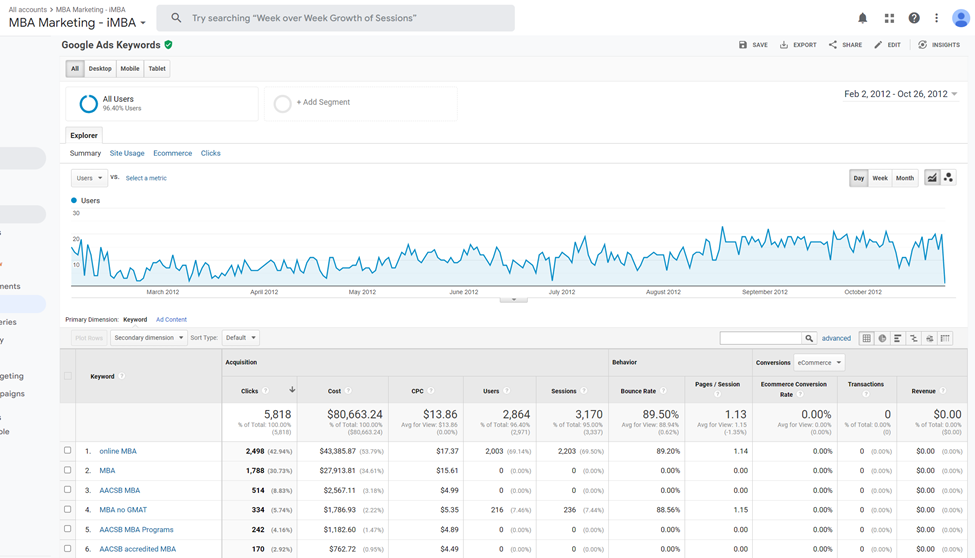 All accounts > MBA Marketing - iMBA
MBA Marketing - iMBA
Try searching “Week over Week Growth of Sessions”
Google Ads Keywords
SAVE EXPORT SHARE EDIT INSIGHTS
All Desktop Mobile Tablet
All Users
96.40% Users
+ Add Segment
Feb 2, 2012 - Oct 26, 2012
Explorer
Summary Site Usage Ecommerce Clicks
Users VS. Select a metric
Day Week Month
Users
30
20
10
March 2012 April 2012 May 2012 June 2012 July 2012 August 2012 September 2012 October 2012
ments
eries
y
geting
paigns
s
ple
Primary Dimension: Keyword Ad Content
Plot Rows Secondary dimension Sort Type: Default
advanced
Keyword ?
Acquisition Behavior Conversions eCommerce
Clicks ? Cost ? CPC ? Users ? Sessions ? Bounce Rate ? Pages / Session ? Ecommerce Conversion Rate ? Transactions ? Revenue ?
5,818 $80,663.24 $13.86 2,864 3,170 89.50% 1.13 0.00% 0 $0.00
% of Total: 100.00% % of Total: 100.00% Avg for View: $13.86 % of Total: 96.40% % of Total: 95.00% Avg for View: 88.94% Avg for View: 1.15 Avg for View: 0.00% % of Total: 0.00% % of Total: 0.00%
(5,818) ($80,663.24) (0.00%) (2,971) (3,337) (0.62%) (-1.35%) (0.00%) (0) ($0.00)
1. online MBA 2,498 (42.94%) $43,385.87 (53.79%) $17.37 2,003 (69.94%) 2,203 (69.50%) 89.20% 1.14 0.00% 0 (0.00%) $0.00 (0.00%)
2. MBA 1,788 (30.73%) $27,913.81 (34.61%) $15.61 0 (0.00%) 0 (0.00%) 0.00% 0.00 0.00% 0 (0.00%) $0.00 (0.00%)
3. AACSB MBA 514 (8.83%) $2,567.11 (3.18%) $4.99 0 (0.00%) 0 (0.00%) 0.00% 0.00 0.00% 0 (0.00%) $0.00 (0.00%)
4. MBA no GMAT 334 (5.74%) $1,786.93 (2.22%) $5.35 216 (7.46%) 236 (7.44%) 88.56% 1.15 0.00% 0 (0.00%) $0.00 (0.00%)
5. AACSB MBA Programs 242 (4.16%) $1,182.60 (1.47%) $4.89 0 (0.00%) 0 (0.00%) 0.00% 0.00 0.00% 0 (0.00%) $0.00 (0.00%)
6. AACSB accredited MBA 170 (2.92%) $762.72 (0.95%) $4.49 0 (0.00%) 0 (0.00%) 0.00% 0.00 0.00% 0 (0.00%) $0.00 (0.00%)